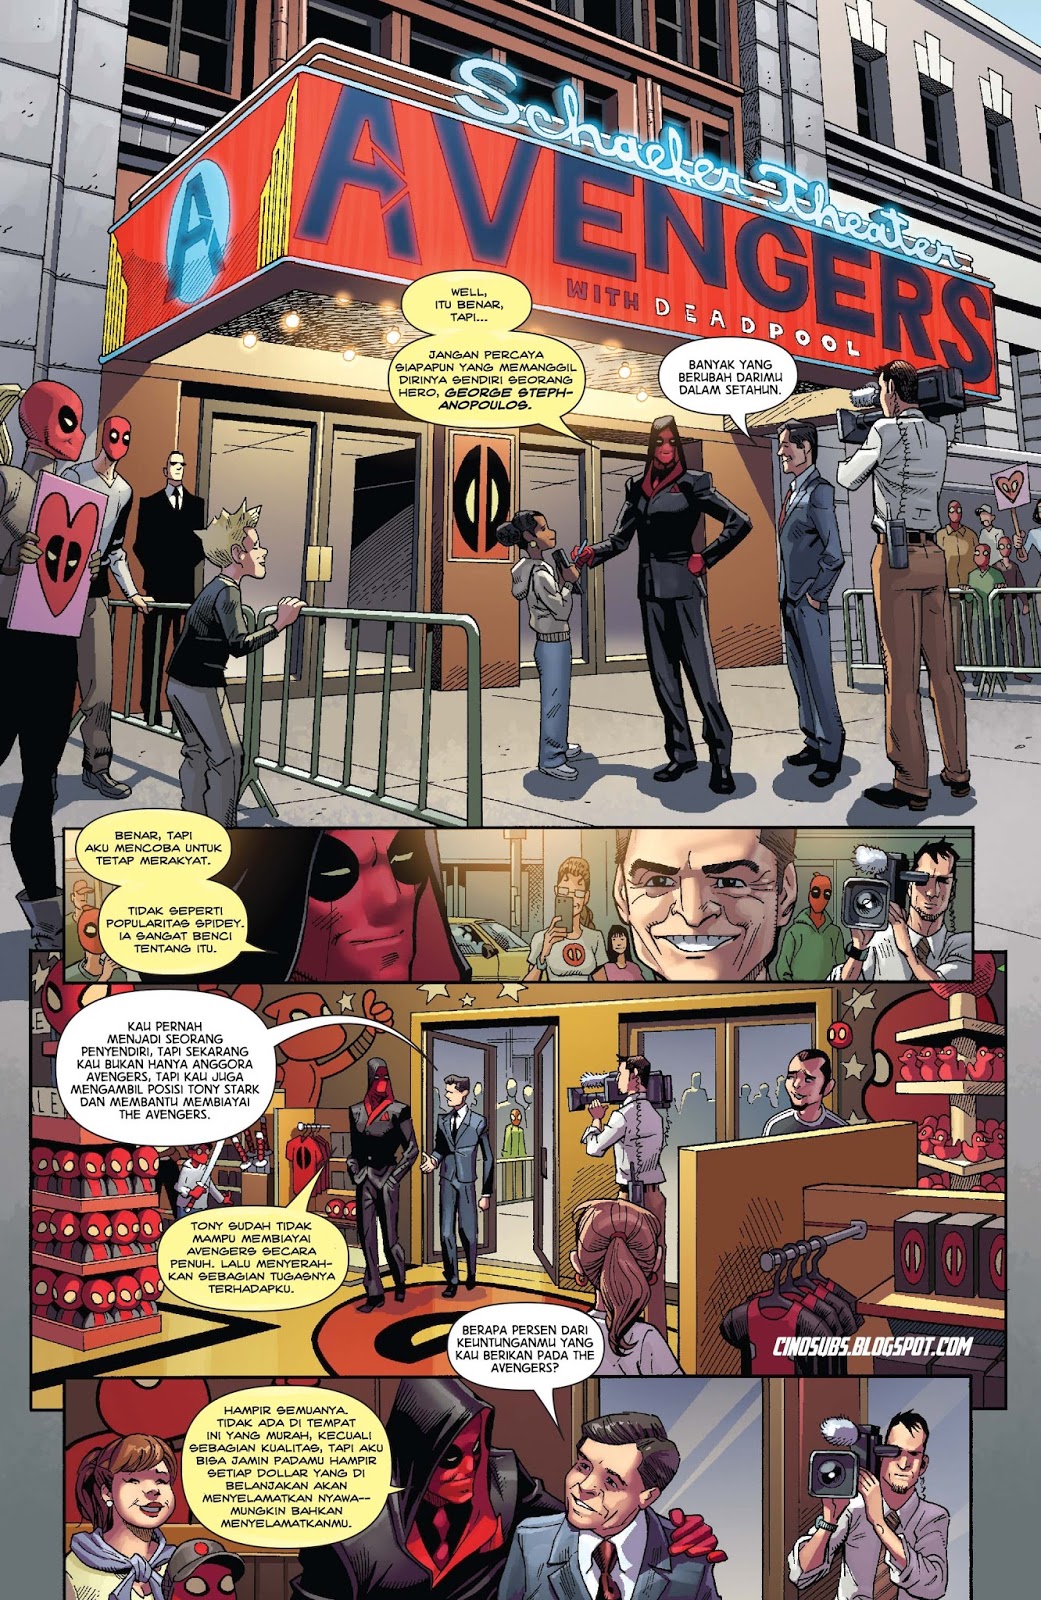 Schaefer Theater
A
AVENGERS
WITH DEADPOOL
WELL,
ITU BENAR,
TAPI...
JANGAN PERCAYA
SIAPAPUN YANG MEMANGGIL
DIRINYA SENDIRI SEORANG
HERO, GEORGE STEPH-
ANOPOULOS.
BANYAK YANG
BERUBAH DARIMU
DALAM SETAHUN.
BENAR, TAPI
AKU MENCOBA UNTUK
TETAP MERAKYAT.
TIDAK SEPERTI
POPULARITAS SPIDEY.
IA SANGAT BENCI
TENTANG ITU.
KAU PERNAH
MENJADI SEORANG
PENYENDIRI, TAPI SEKARANG
KAU BUKAN HANYA ANGGORA
AVENGERS, TAPI KAU JUGA
MENGAMBIL POSISI TONY STARK
DAN MEMBANTU MEMBIAYAI
THE AVENGERS.
TONY SUDAH TIDAK
MAMPU MEMBIAYAI
AVENGERS SECARA
PENUH. LALU MENYERAH-
KAN SEBAGIAN TUGASNYA
TERHADAPKU.
BERAPA PERSEN DARI
KEUNTUNGANMU YANG
KAU BERIKAN PADA THE
AVENGERS?
CINOSUBS.BLOGSPOT.COM
HAMPIR SEMUANYA.
TIDAK ADA DI TEMPAT
INI YANG MURAH, KECUALI
SEBAGIAN KUALITAS, TAPI AKU
BISA JAMIN PADAMU HAMPIR
SETIAP DOLLAR YANG DI
BELANJAKAN AKAN
MENYELAMATKAN NYAWA--
MUNGKIN BAHKAN
MENYELAMATKANMU.